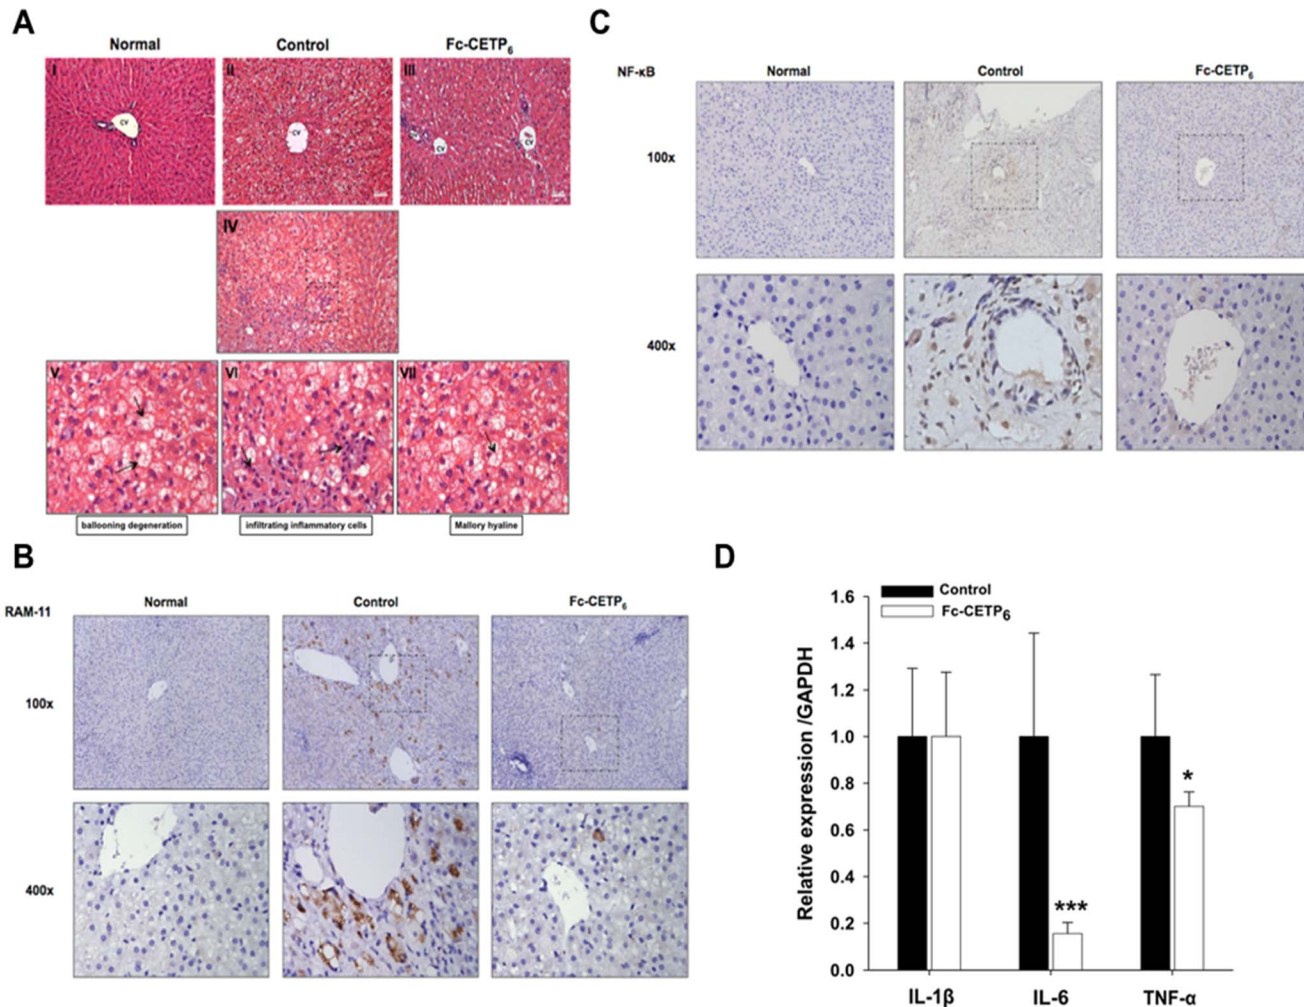 A
Normal
Control
Fc-CETP6
I
II
III
CV
CV
CV
CV
IV
V
VI
VII
ballooning degeneration
infiltrating inflammatory cells
Mallory hyaline
B
RAM-11
Normal
Control
Fc-CETP6
100x
400x
C
NF-κB
Normal
Control
Fc-CETP6
100x
400x
D
Control
Fc-CETP6
Relative expression /GAPDH
1.6
1.4
1.2
1.0
0.8
0.6
0.4
0.2
0.0
***
*
IL-1β
IL-6
TNF-α